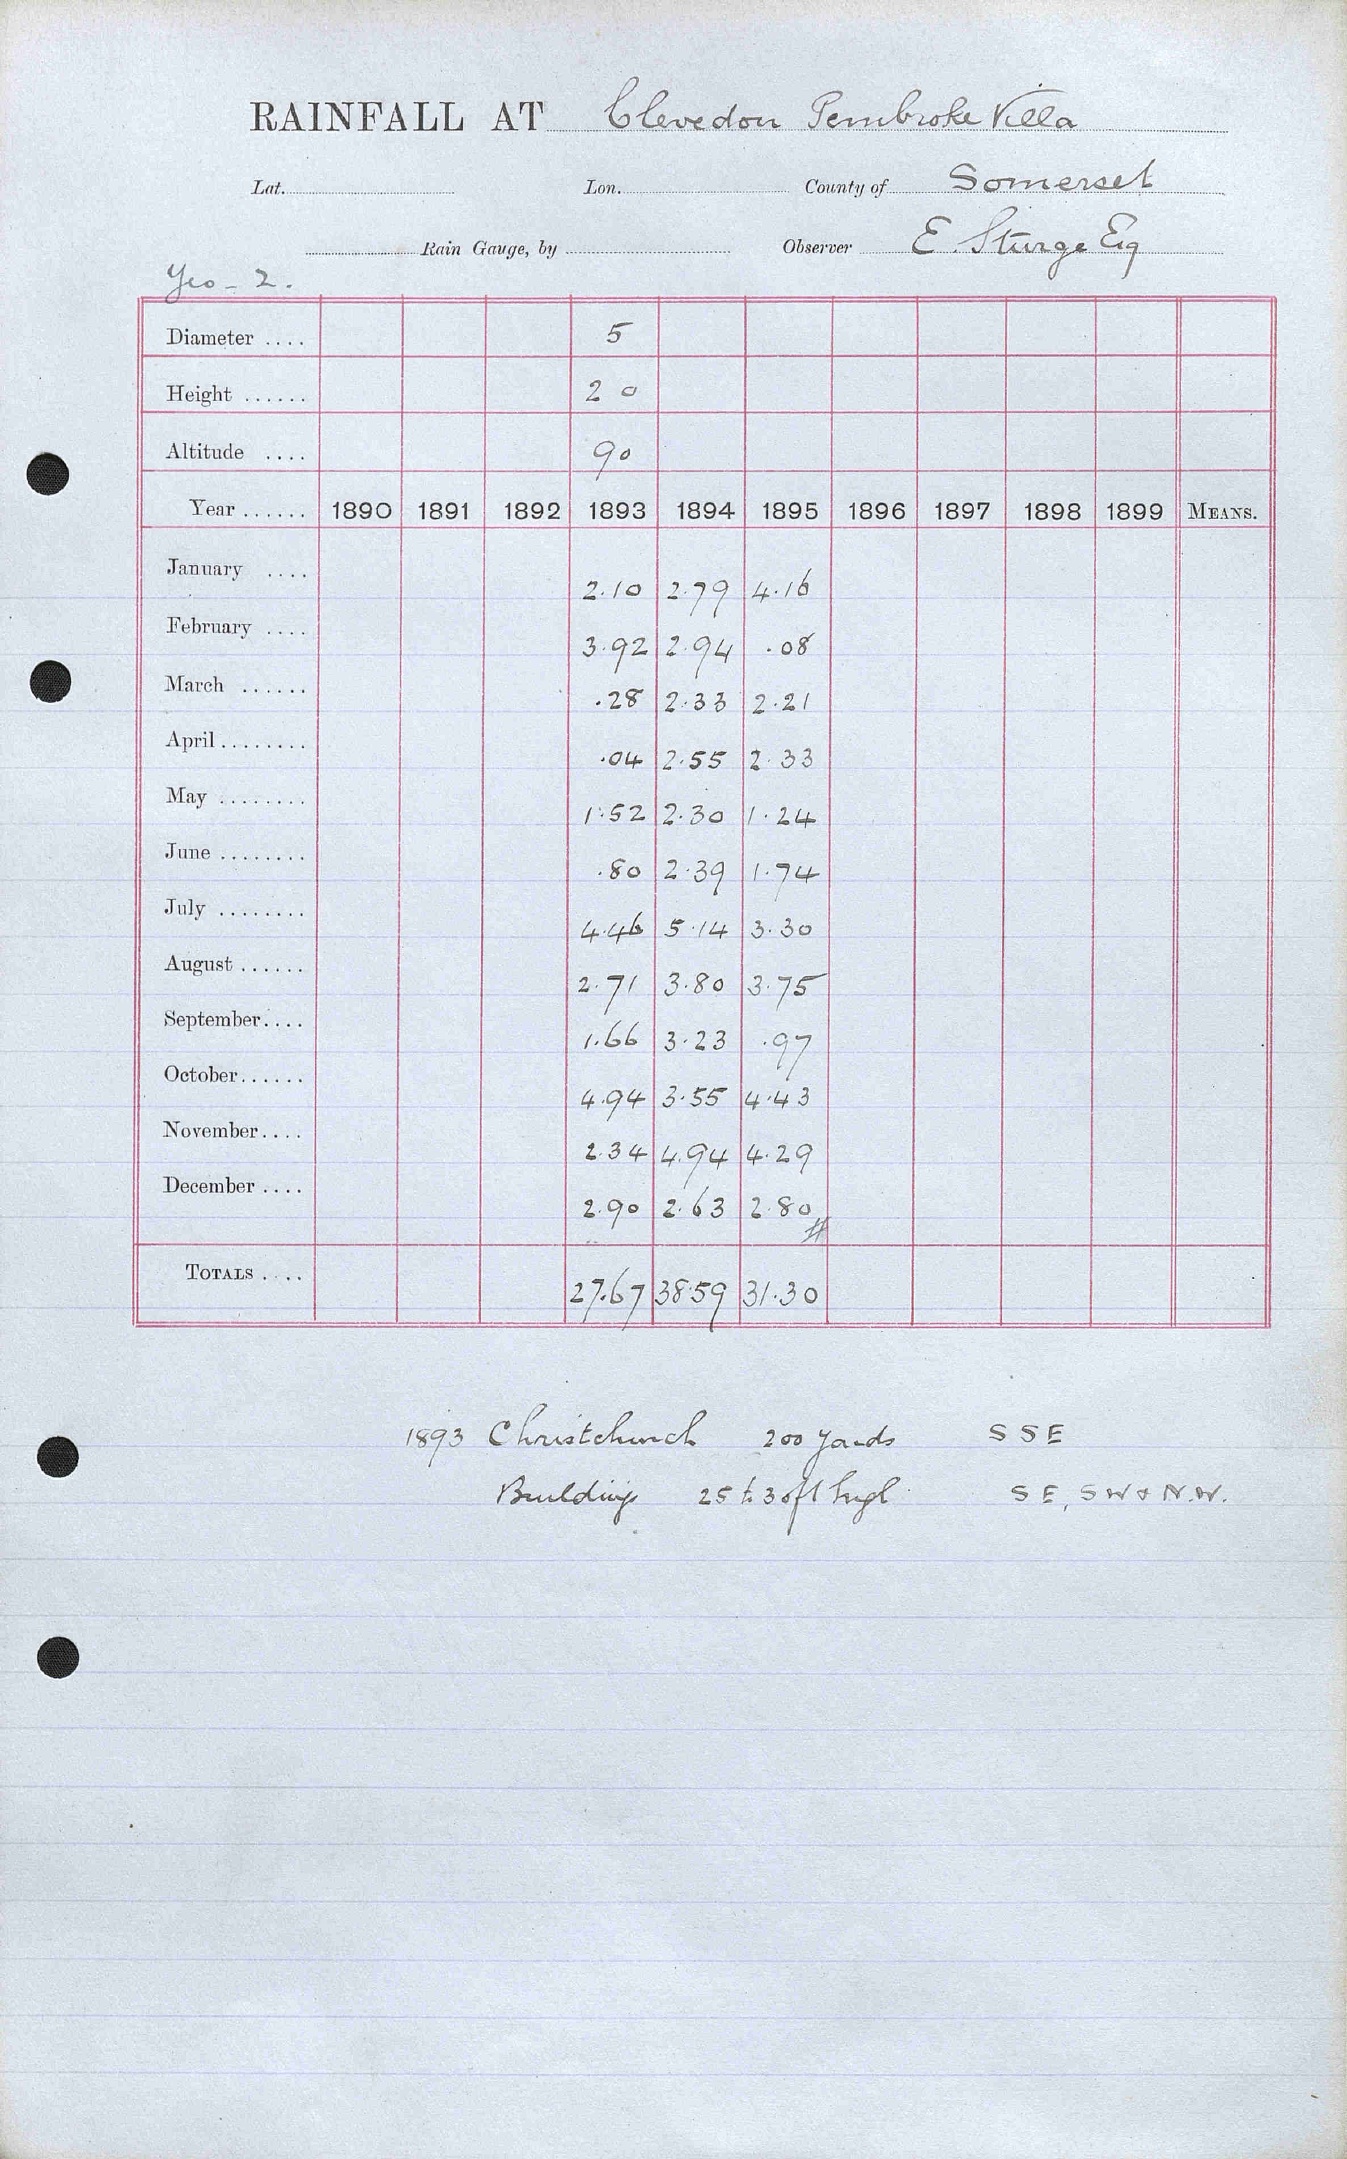 RAINFALL AT Clevedon Pembroke Villa
Lat. Lon. County of Somerset
Rain Gauge, by Observer E. Sturge Esq
Yeo - 2.
Diameter .... 5
Height ...... 2 0
Altitude .... 90
Year ...... 1890 1891 1892 1893 1894 1895 1896 1897 1898 1899 MEANS.
January .... 2.10 2.79 4.16
February .... 3.92 2.94 .08
March ...... .28 2.33 2.21
April ........ .04 2.55 2.33
May ........ 1.52 2.30 1.24
June ........ .80 2.39 1.74
July ........ 4.46 5.14 3.30
August ...... 2.71 3.80 3.75
September.... 1.66 3.23 .97
October...... 4.94 3.55 4.43
November.... 2.34 4.94 4.29
December .... 2.90 2.63 2.80
#
TOTALS .... 27.67 38.59 31.30
1893 Christchurch 200 yards S S E
Buildings 25 to 30 ft high S E, S W & N.W.